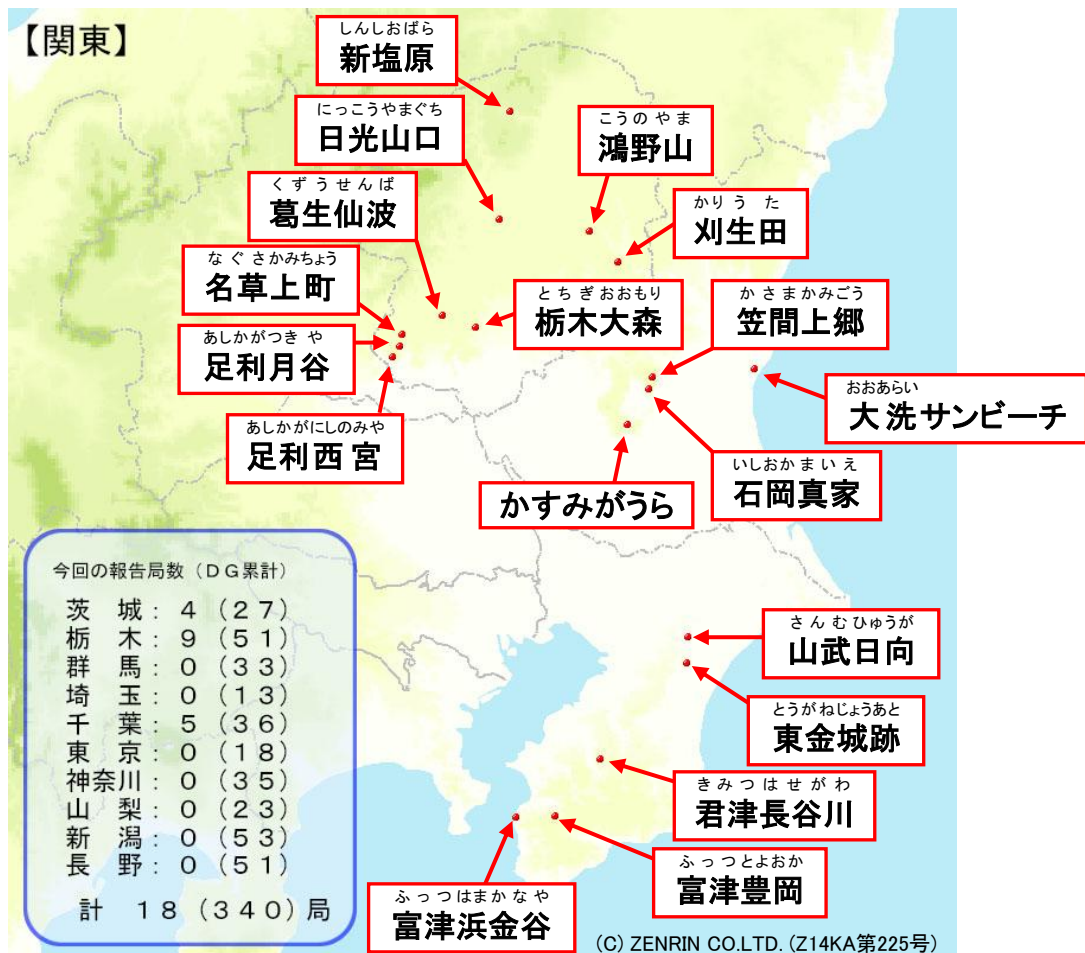 【関東】
しんしおばら
新塩原
にっこうやまぐち
日光山口
こうのやま
鴻野山
くずうせんば
葛生仙波
かりうた
刈生田
なぐさかみちょう
名草上町
とちぎおおもり
栃木大森
かさまかみごう
笠間上郷
あしかがつきや
足利月谷
おおあらい
大洗サンビーチ
あしかがにしのみや
足利西宮
いしおかまいえ
石岡真家
かすみがうら
今回の報告局数（ＤＧ累計）
茨　城：　４（２７）
栃　木：　９（５１）
群　馬：　０（３３）
埼　玉：　０（１３）
千　葉：　５（３６）
東　京：　０（１８）
神奈川：　０（３５）
山　梨：　０（２３）
新　潟：　０（５３）
長　野：　０（５１）
計　１８（３４０）局
さんむひゅうが
山武日向
とうがねじょうあと
東金城跡
きみつはせがわ
君津長谷川
ふっつとよおか
富津豊岡
ふっつはまかなや
富津浜金谷
(C) ZENRIN CO.LTD. (Z14KA第225号)